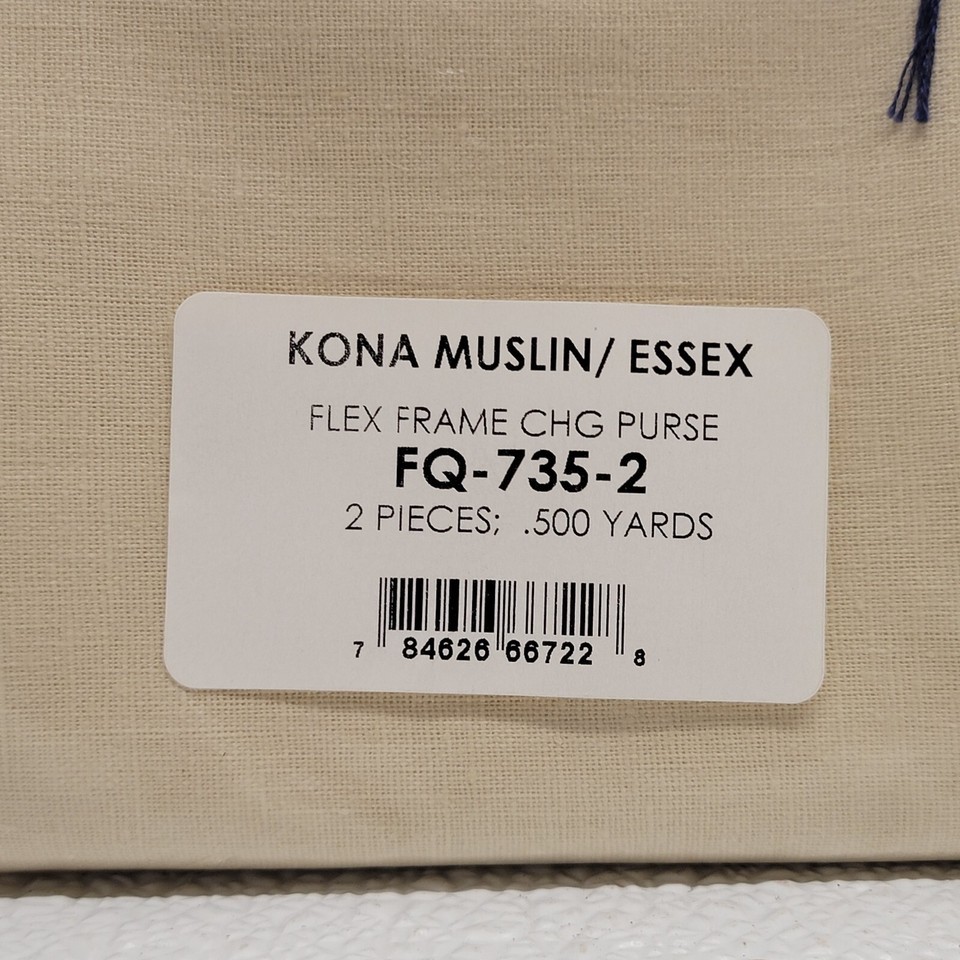 KONA MUSLIN/ ESSEX
FLEX FRAME CHG PURSE
FQ-735-2
2 PIECES; .500 YARDS
7 84626 66722 8